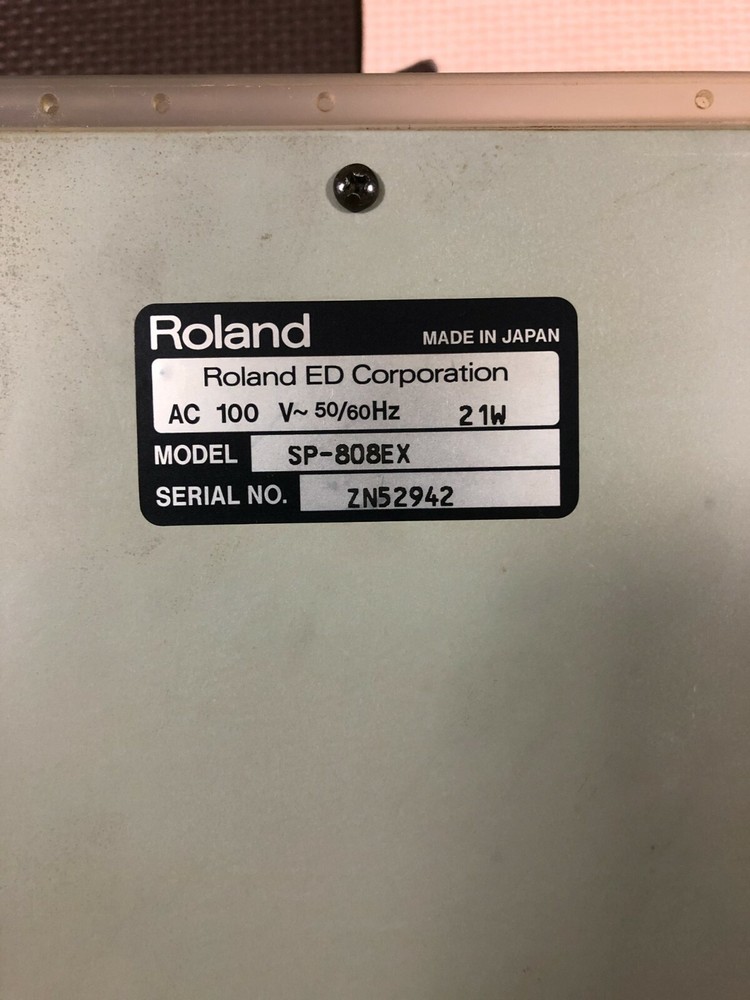 Roland MADE IN JAPAN
Roland ED Corporation
AC 100 V~ 50/60Hz 21W
MODEL SP-808EX
SERIAL NO. ZN52942